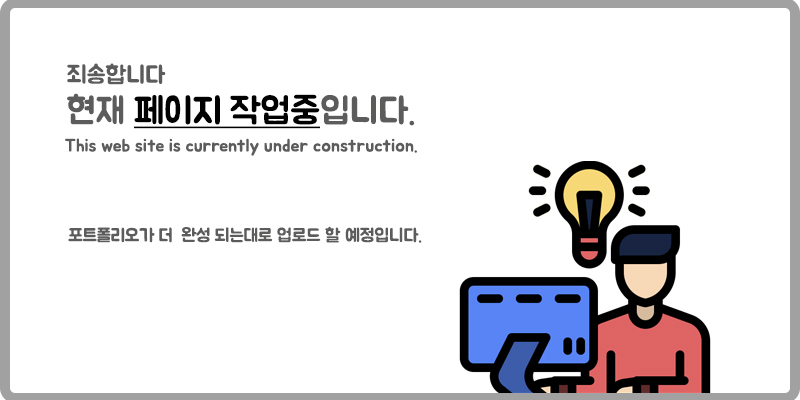 죄송합니다
현재 페이지 작업중입니다.
This web site is currently under construction.
포트폴리오가 더 완성 되는대로 업로드 할 예정입니다.